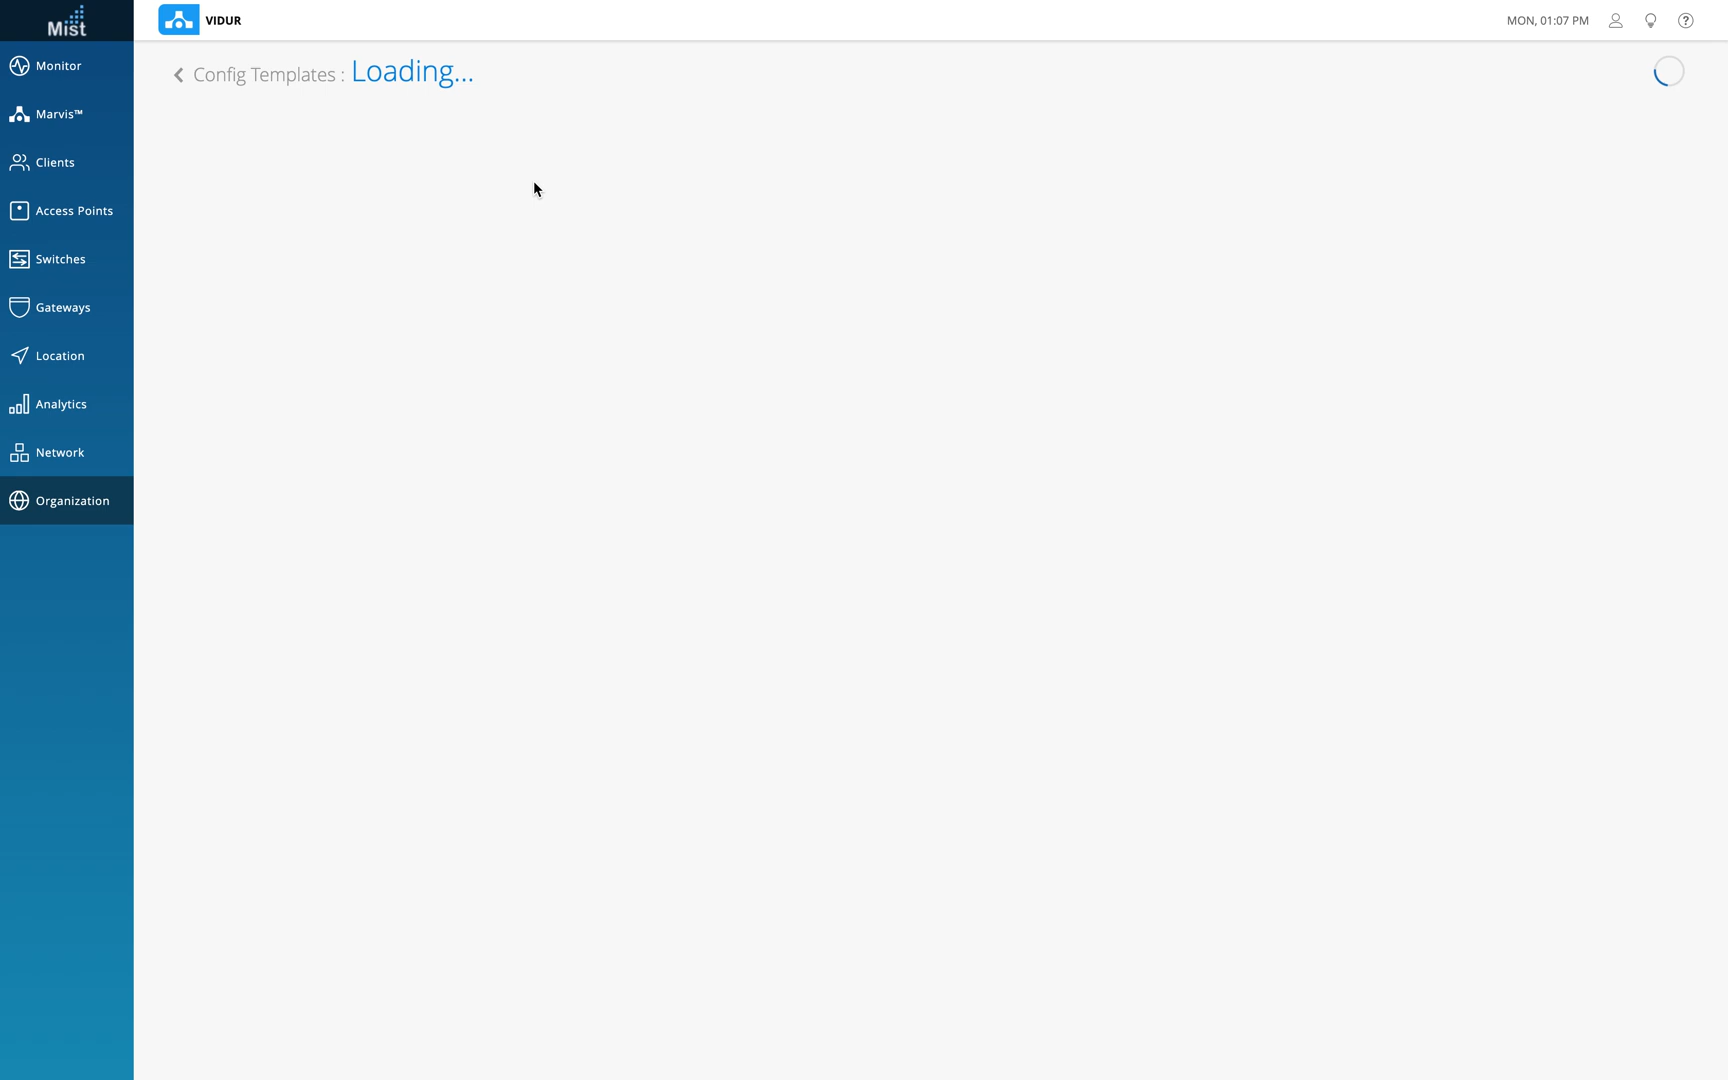 Mist
VIDUR
MON, 01:07 PM
Monitor
Marvis™
Clients
Access Points
Switches
Gateways
Location
Analytics
Network
Organization
Config Templates : Loading...